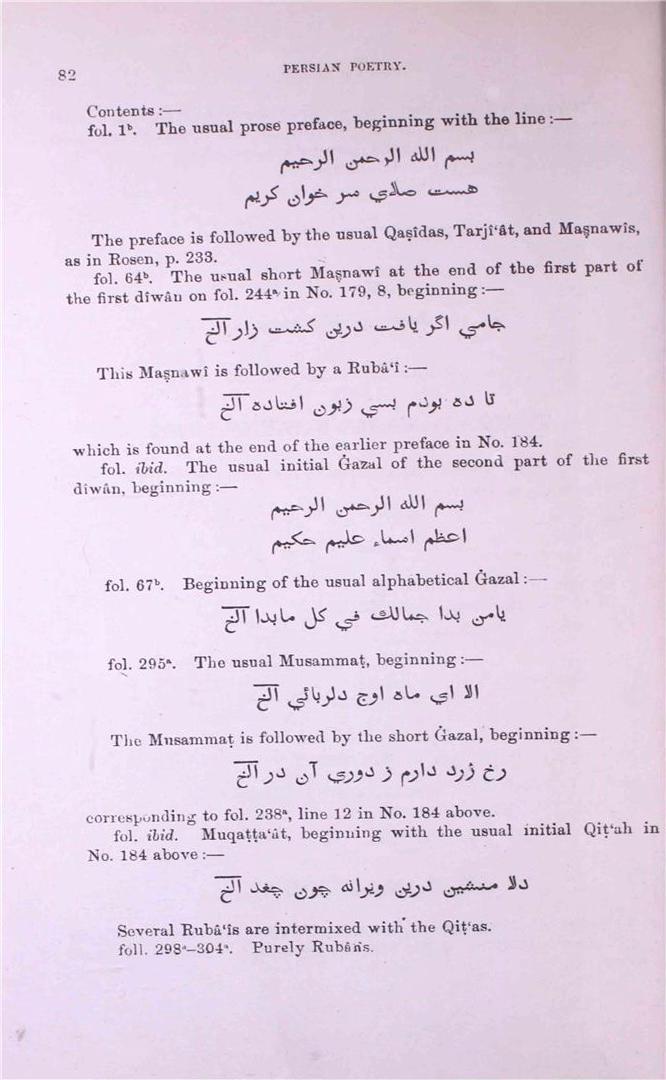 82
PERSIAN POETRY.
Contents :—
fol. 1ᵇ. The usual prose preface, beginning with the line :—
بسم الله الرحمن الرحيم
هست صلاي سر خوان كريم
The preface is followed by the usual Qaṣîdas, Tarjî‘ât, and Maṣnawîs,
as in Rosen, p. 233.
fol. 64ᵇ. The usual short Maṣnawî at the end of the first part of
the first dîwân on fol. 244ᵃ in No. 179, 8, beginning :—
جامي اگر يافت درين كشت زار الخ
This Maṣnawî is followed by a Rubâ‘î :—
تا ده بودم بسي زبون افتاده الخ
which is found at the end of the earlier preface in No. 184.
fol. ibid. The usual initial Ġazal of the second part of the first
dîwân, beginning :—
بسم الله الرحمن الرحيم
اعظم اسماء عليم حكيم
fol. 67ᵇ. Beginning of the usual alphabetical Ġazal :—
يامن بدا جمالك في كل مابدا الخ
fol. 295ᵃ. The usual Musammaṭ, beginning :—
الا اي ماه اوج دلربائي الخ
The Musammaṭ is followed by the short Ġazal, beginning :—
رخ زرد دارم ز دوري آن در الخ
corresponding to fol. 238ᵃ, line 12 in No. 184 above.
fol. ibid. Muqaṭṭa‘ât, beginning with the usual initial Qiṭ‘ah in
No. 184 above :—
دلا منشين درين ويرانه چون چغد الخ
Several Rubâ‘îs are intermixed with the Qiṭ‘as.
foll. 298ᵃ–304ᵃ. Purely Rubâ‘îs.